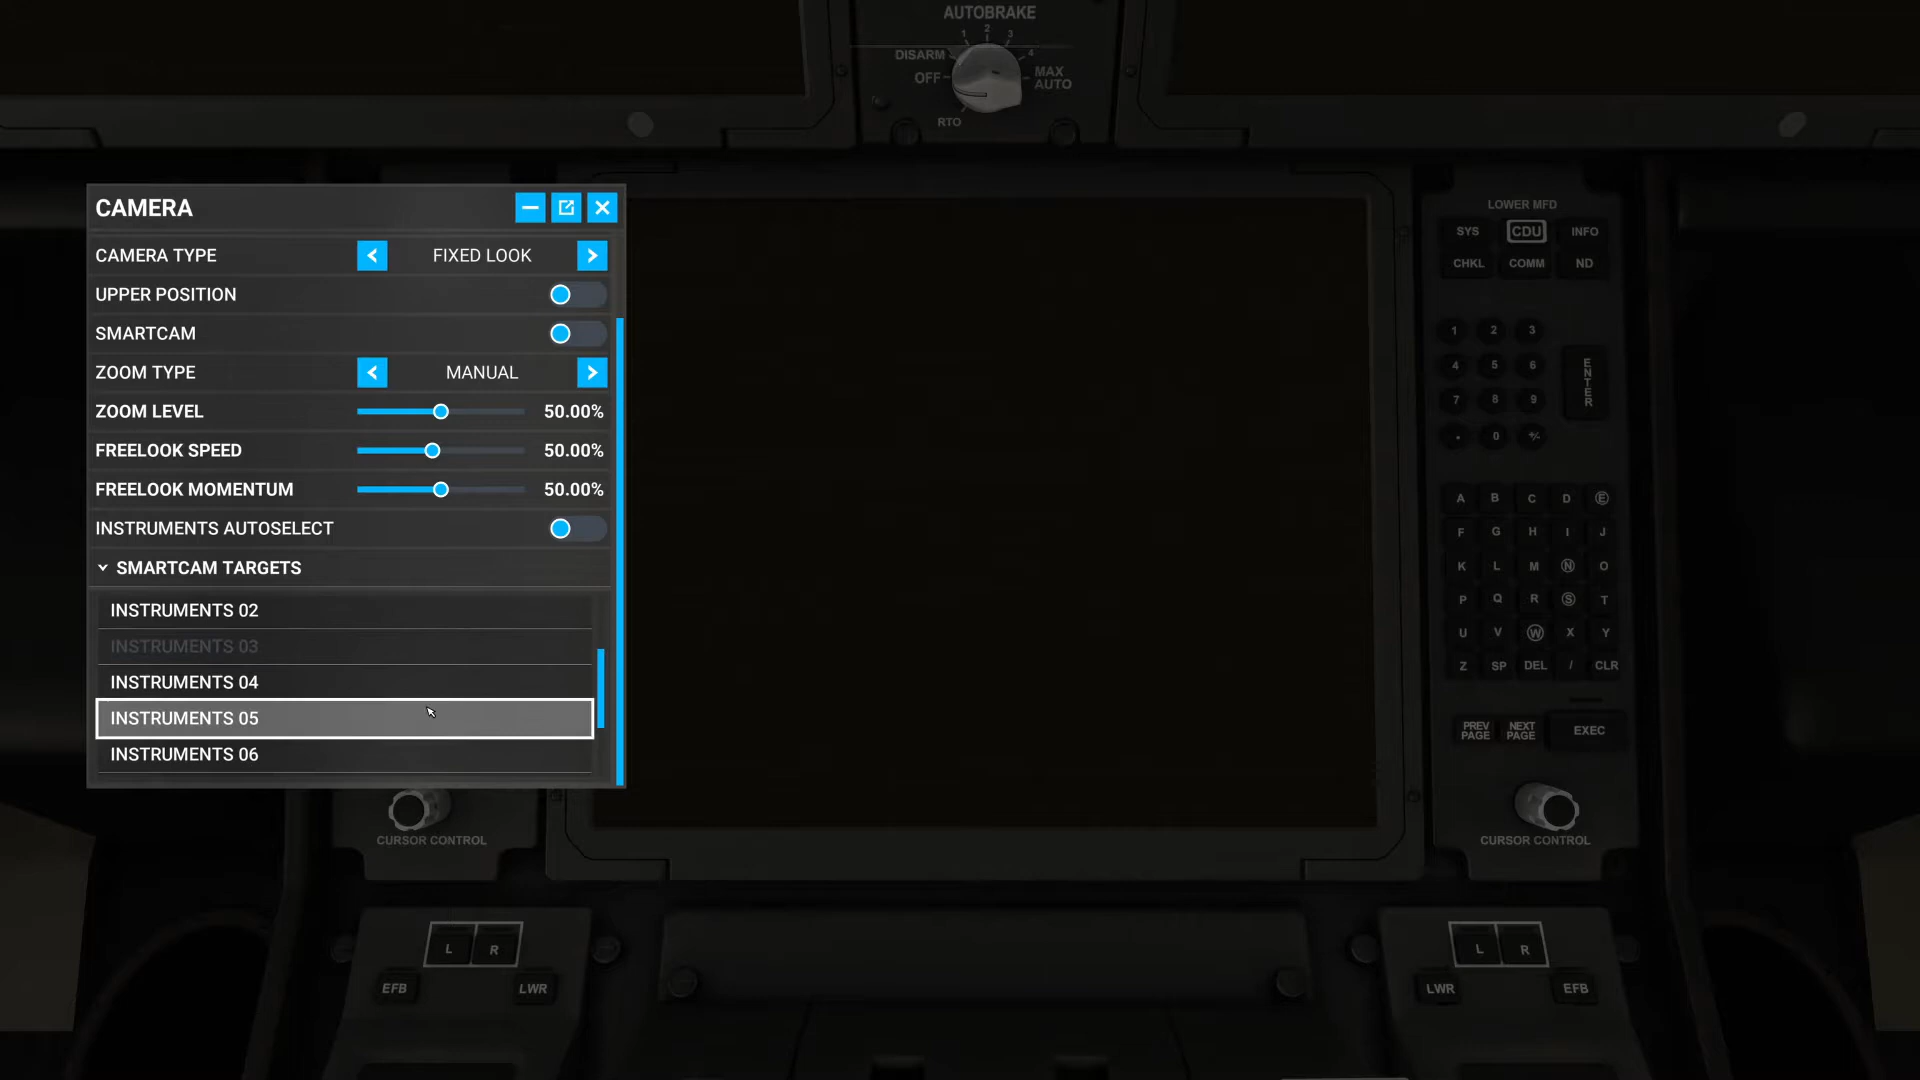 AUTOBRAKE
1 2 3 4
DISARM
OFF
MAX
AUTO
RTO
CAMERA
CAMERA TYPE FIXED LOOK
UPPER POSITION
SMARTCAM
ZOOM TYPE MANUAL
ZOOM LEVEL 50.00%
FREELOOK SPEED 50.00%
FREELOOK MOMENTUM 50.00%
INSTRUMENTS AUTOSELECT
SMARTCAM TARGETS
INSTRUMENTS 02
INSTRUMENTS 03
INSTRUMENTS 04
INSTRUMENTS 05
INSTRUMENTS 06
LOWER MFD
SYS CDU INFO
CHKL COMM ND
1 2 3
4 5 6
7 8 9
. 0 +/-
ENTER
A B C D E
F G H I J
K L M N O
P Q R S T
U V W X Y
Z SP DEL / CLR
PREV PAGE
NEXT PAGE
EXEC
CURSOR CONTROL
CURSOR CONTROL
L R
EFB LWR
L R
LWR EFB